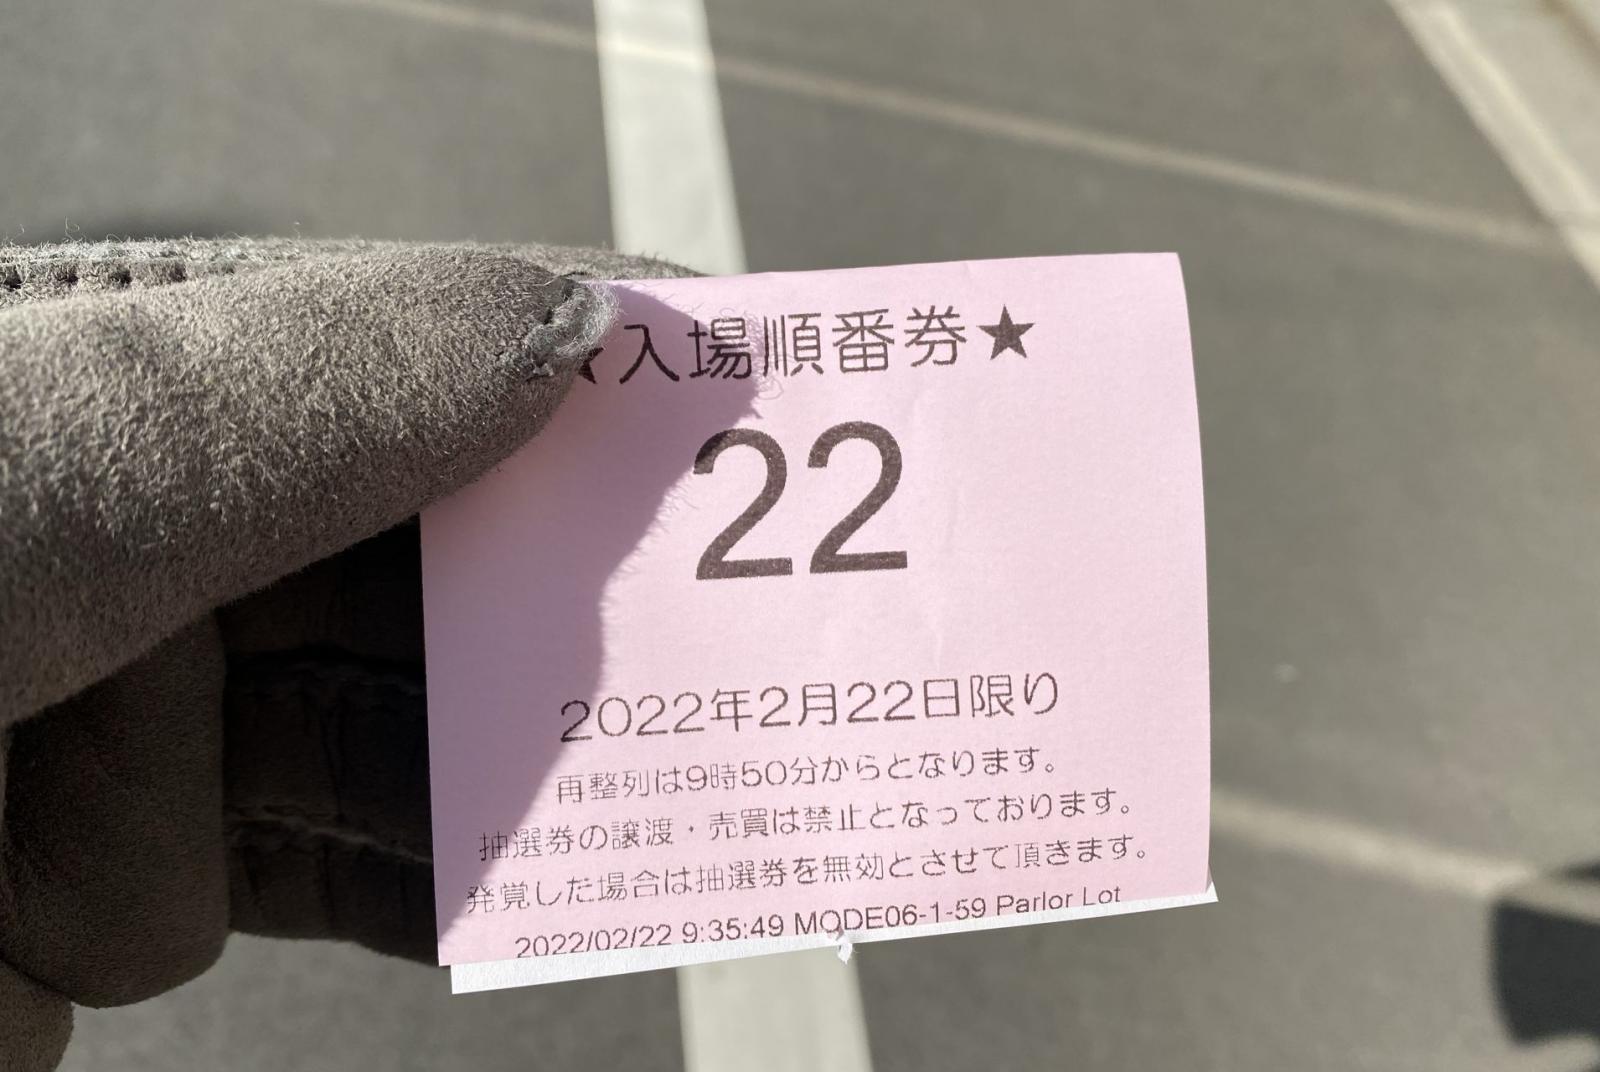 ★入場順番券★
22
2022年2月22日限り
再整列は9時50分からとなります。
抽選券の譲渡・売買は禁止となっております。
発覚した場合は抽選券を無効とさせて頂きます。
2022/02/22 9:35:49 MODE06-1-59 Parlor Lot